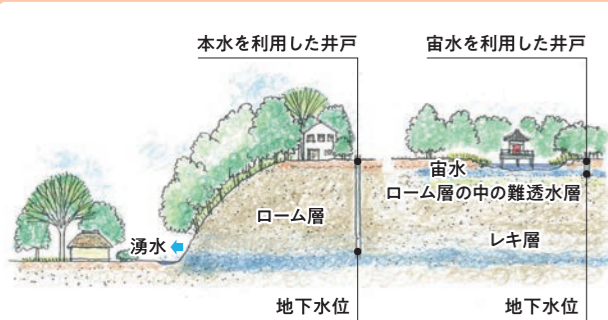 本水を利用した井戸
宙水を利用した井戸
宙水
ローム層の中の難透水層
ローム層
レキ層
湧水
地下水位
地下水位